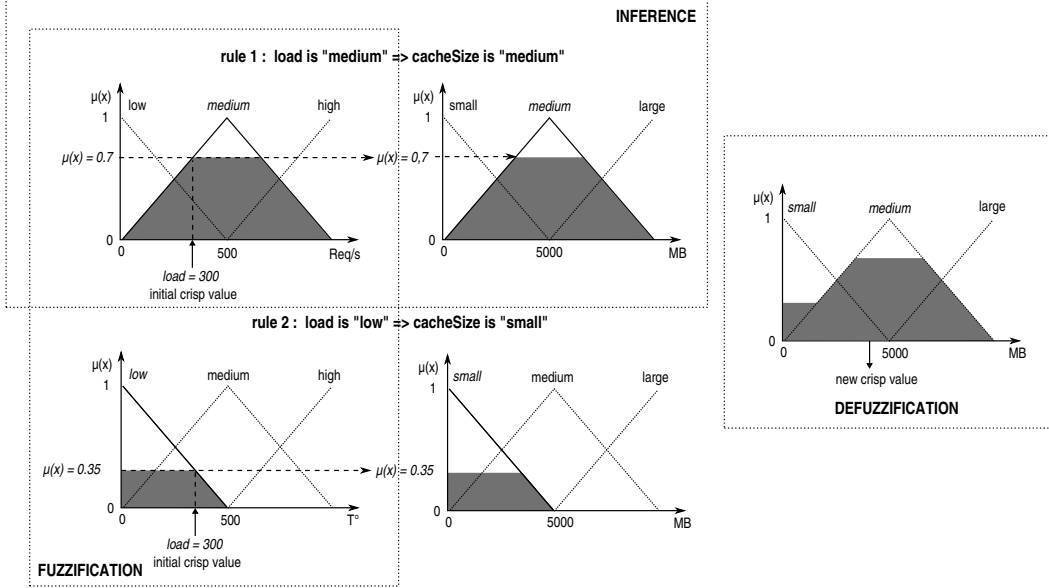 INFERENCE
rule 1 : load is "medium" => cacheSize is "medium"
μ(x)
low
medium
high
1
μ(x) = 0.7
0
0
500
Req/s
load = 300
initial crisp value
μ(x)
small
medium
large
1
μ(x) = 0,7
0
0
5000
MB
rule 2 : load is "low" => cacheSize is "small"
μ(x)
low
medium
high
1
μ(x) = 0.35
0
0
500
T°
load = 300
initial crisp value
FUZZIFICATION
μ(x)
small
medium
large
1
μ(x) = 0.35
0
0
5000
MB
μ(x)
small
medium
large
1
0
0
5000
MB
new crisp value
DEFUZZIFICATION